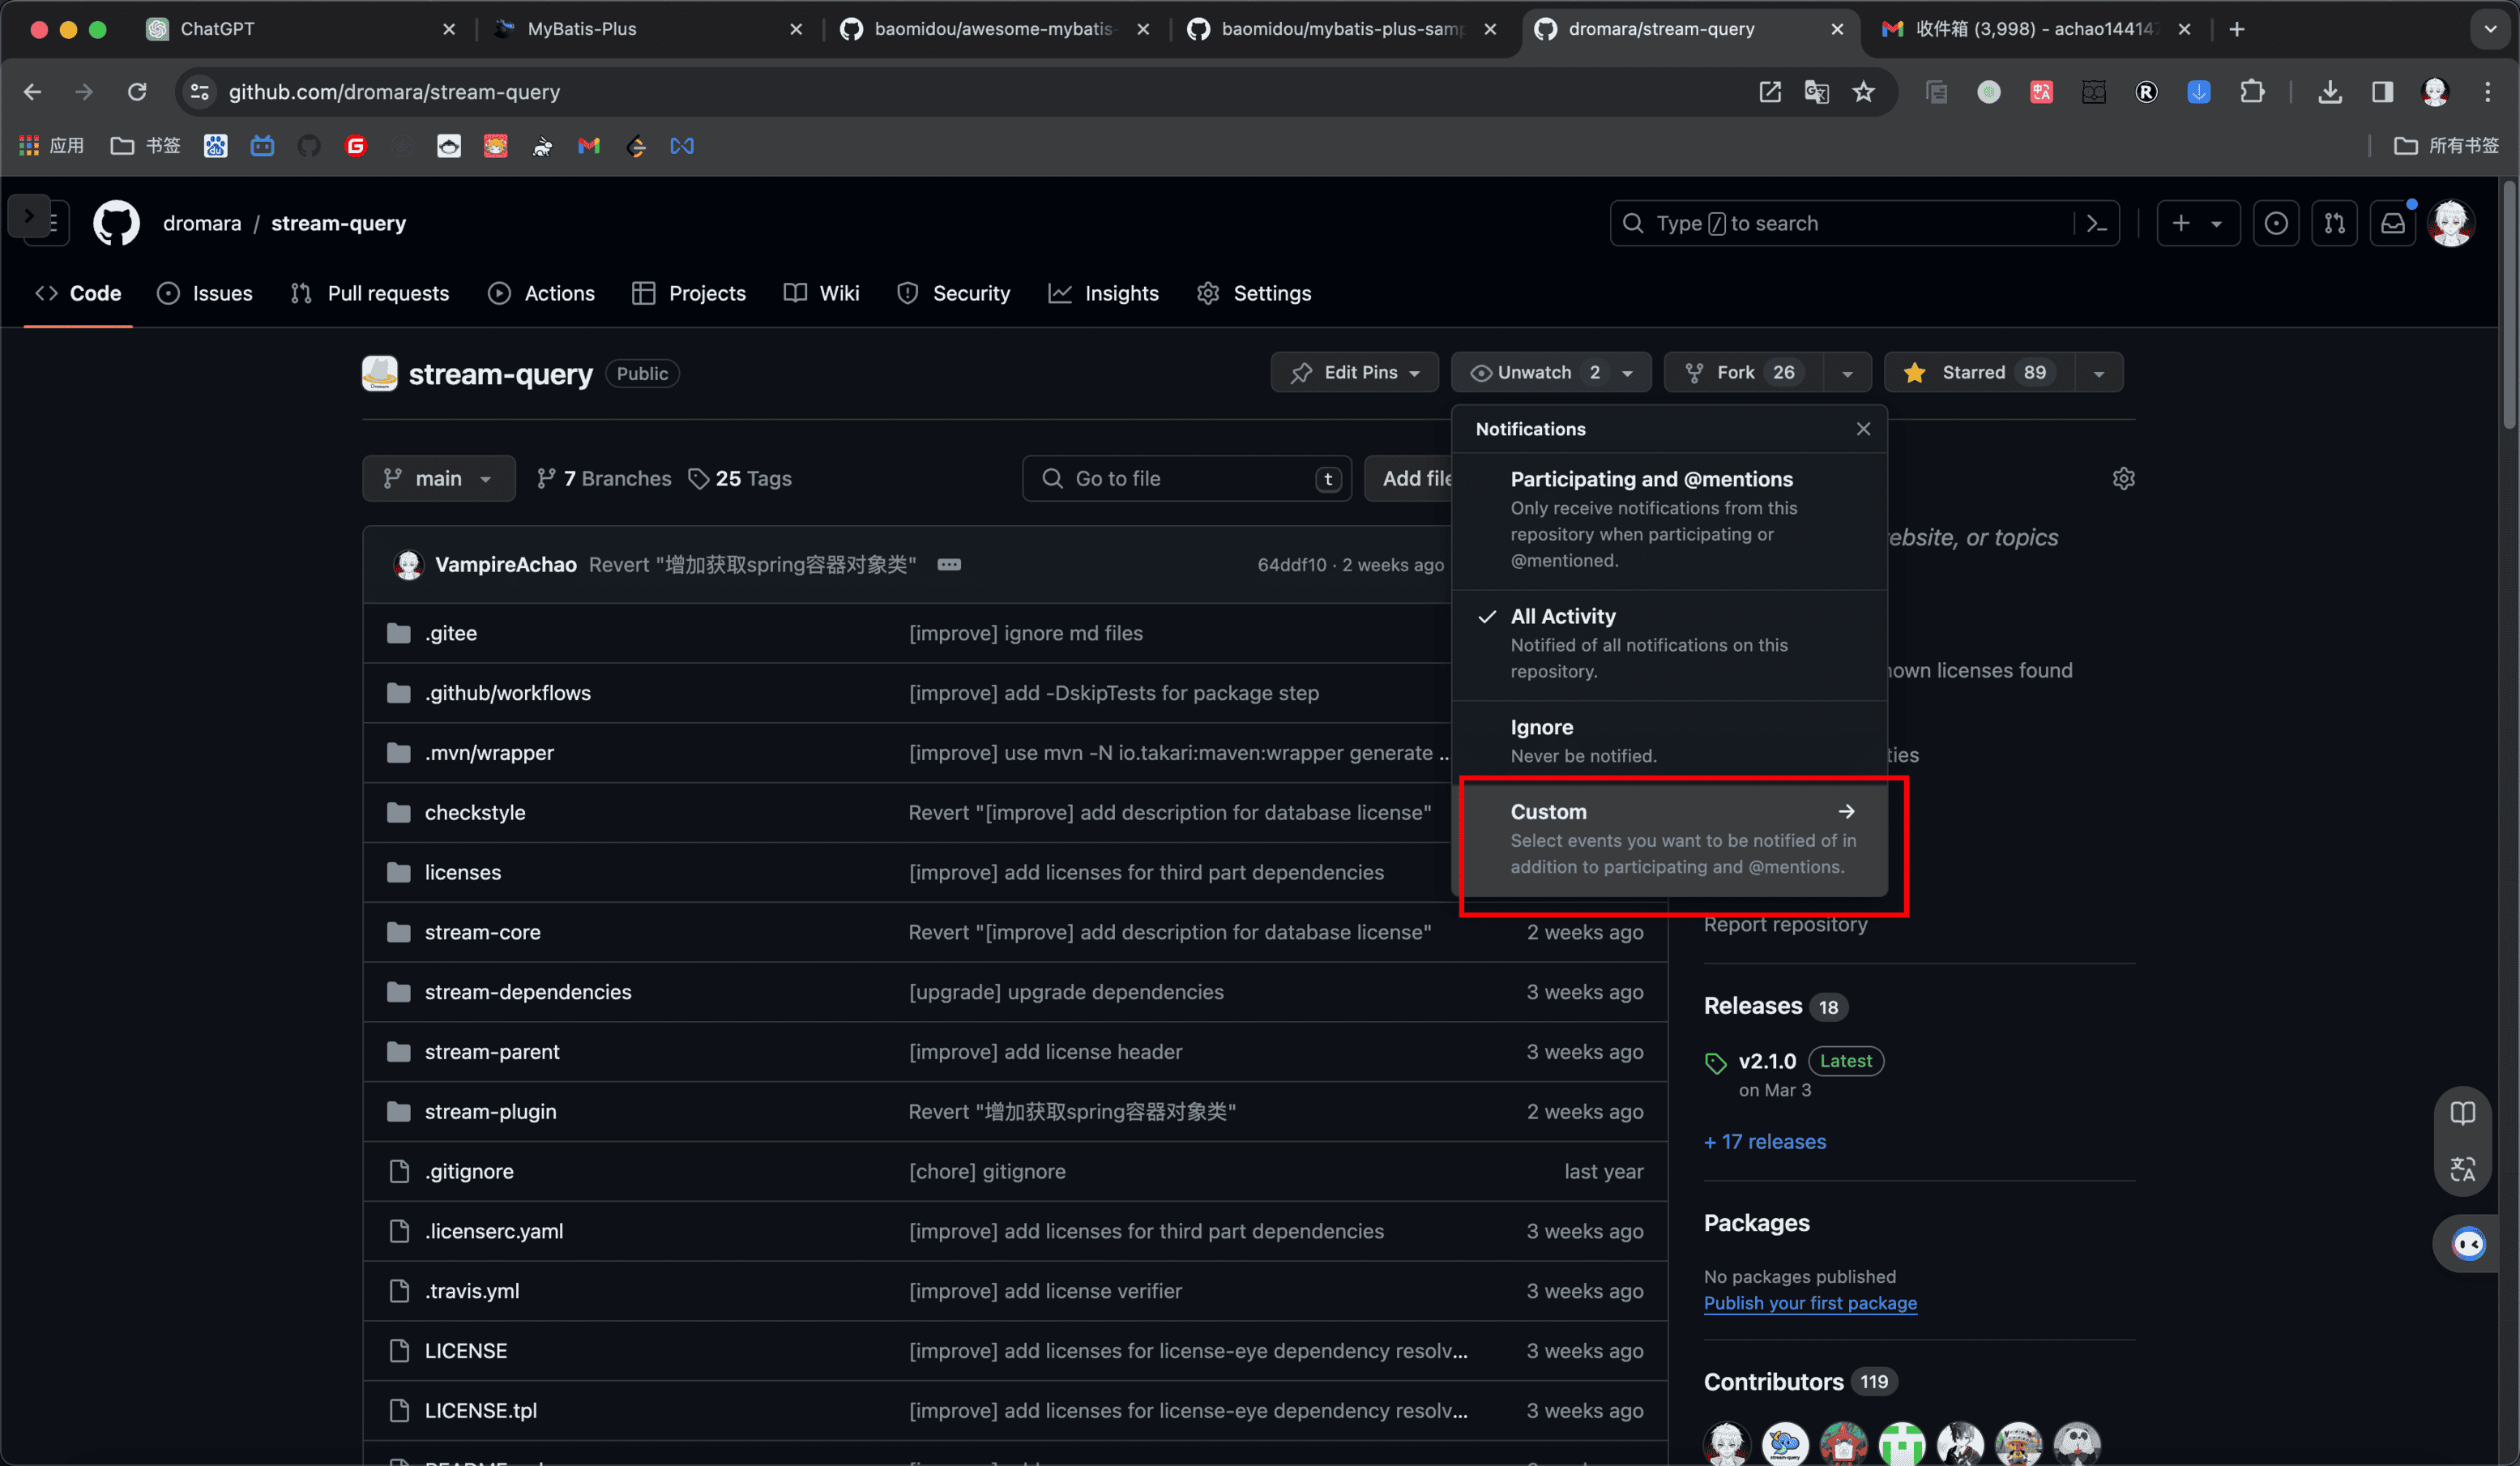 ChatGPT
MyBatis-Plus
baomidou/awesome-mybatis-
baomidou/mybatis-plus-samp
dromara/stream-query
收件箱 (3,998) - achao14414
github.com/dromara/stream-query
应用
书签
所有书签
dromara / stream-query
Type / to search
Code
Issues
Pull requests
Actions
Projects
Wiki
Security
Insights
Settings
stream-query
Public
Edit Pins
Unwatch 2
Fork 26
Starred 89
main
7 Branches
25 Tags
Go to file
t
Add file
Notifications
Participating and @mentions
Only receive notifications from this
repository when participating or
@mentioned.
All Activity
Notified of all notifications on this
repository.
Ignore
Never be notified.
Custom
Select events you want to be notified of in
addition to participating and @mentions.
VampireAchao Revert "增加获取spring容器对象类"
64ddf10 · 2 weeks ago
.gitee
[improve] ignore md files
.github/workflows
[improve] add -DskipTests for package step
.mvn/wrapper
[improve] use mvn -N io.takari:maven:wrapper generate ...
checkstyle
Revert "[improve] add description for database license"
licenses
[improve] add licenses for third part dependencies
stream-core
Revert "[improve] add description for database license"
2 weeks ago
stream-dependencies
[upgrade] upgrade dependencies
3 weeks ago
stream-parent
[improve] add license header
3 weeks ago
stream-plugin
Revert "增加获取spring容器对象类"
2 weeks ago
.gitignore
[chore] gitignore
last year
.licenserc.yaml
[improve] add licenses for third part dependencies
3 weeks ago
.travis.yml
[improve] add license verifier
3 weeks ago
LICENSE
[improve] add licenses for license-eye dependency resolv...
3 weeks ago
LICENSE.tpl
[improve] add licenses for license-eye dependency resolv...
3 weeks ago
ebsite, or topics
own licenses found
ties
Report repository
Releases 18
v2.1.0 Latest
on Mar 3
+ 17 releases
Packages
No packages published
Publish your first package
Contributors 119